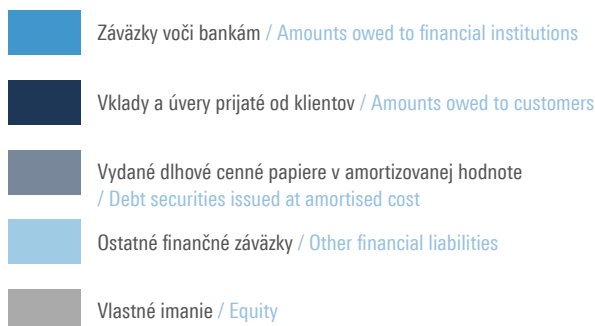 Záväzky voči bankám / Amounts owed to financial institutions
Vklady a úvery prijaté od klientov / Amounts owed to customers
Vydané dlhové cenné papiere v amortizovanej hodnote
/ Debt securities issued at amortised cost
Ostatné finančné záväzky / Other financial liabilities
Vlastné imanie / Equity